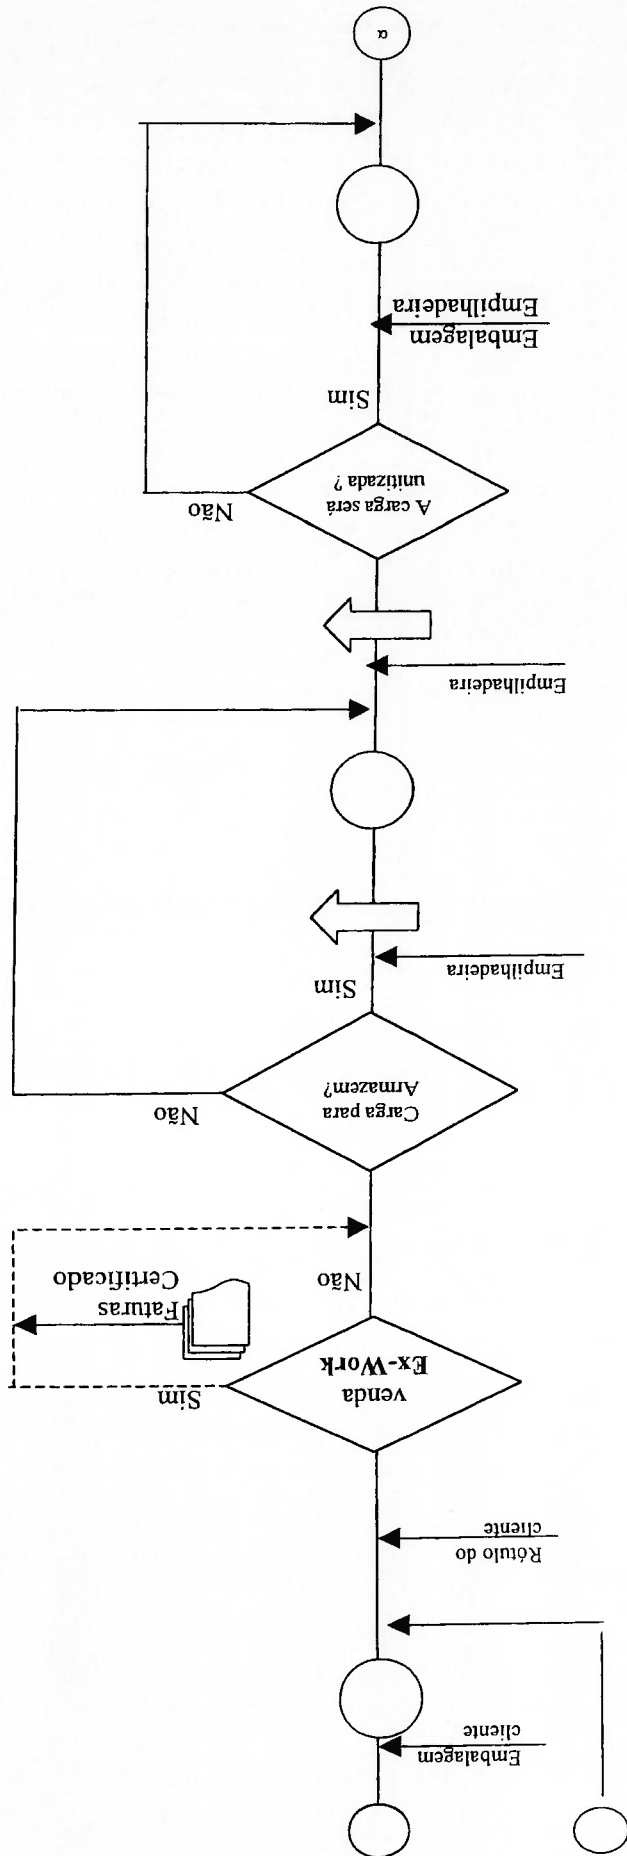 Embalagem
cliente
Rótulo do
cliente
venda
Ex-Work
Sim
Faturas
Certificado
Não
Carga para
Armazem?
Não
Sim
Empilhadeira
Empilhadeira
A carga será
unitizada ?
Não
Sim
Embalagem
Empilhadeira
α